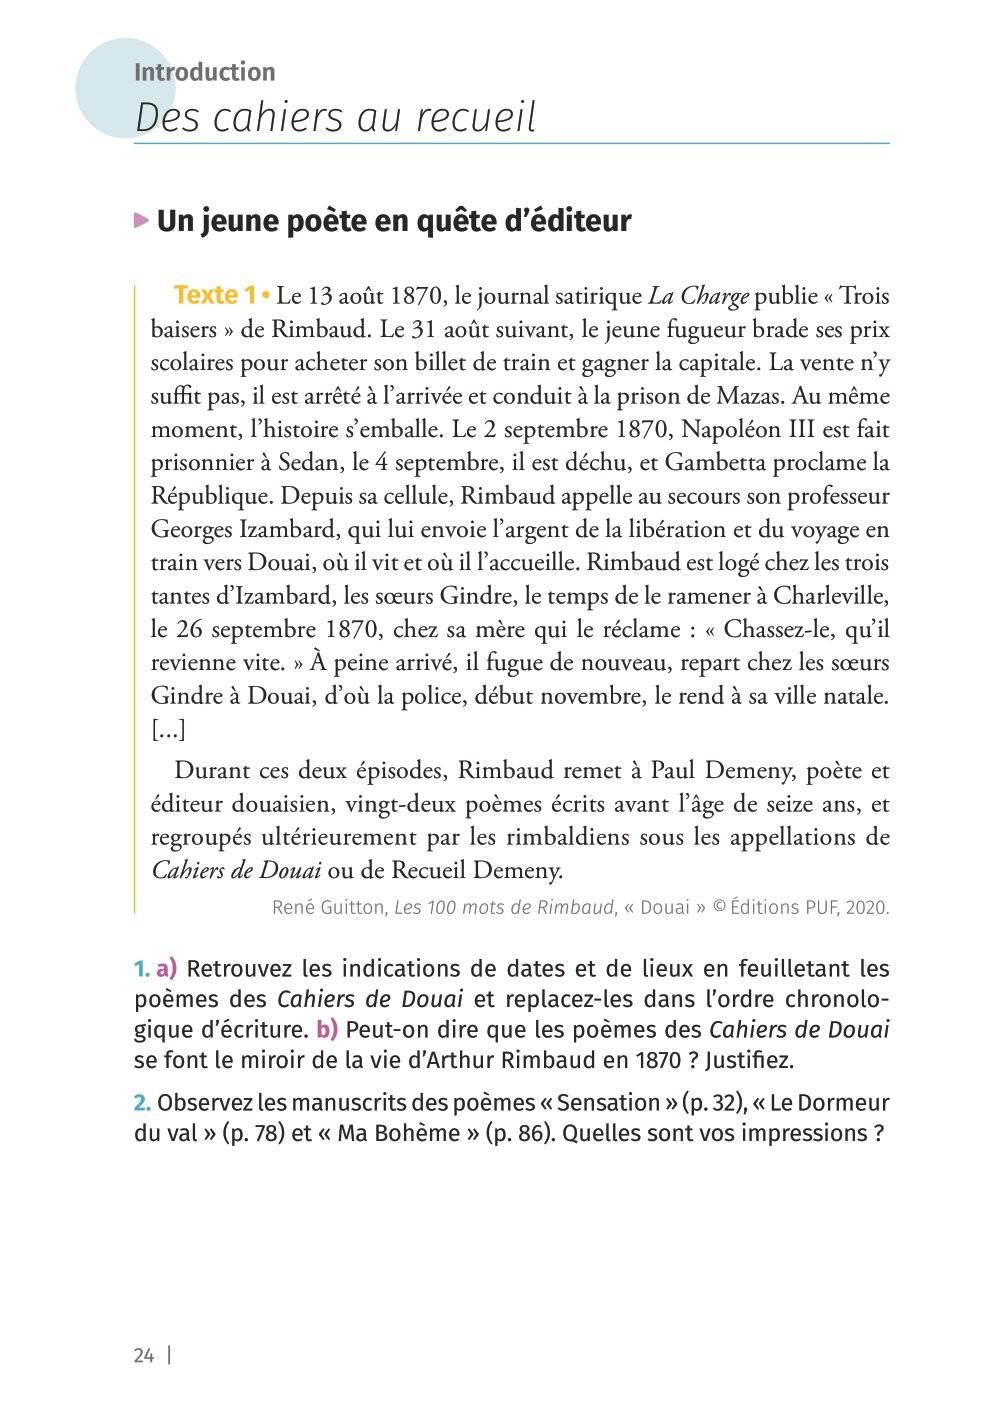 Introduction
Des cahiers au recueil
Un jeune poète en quête d'éditeur
Texte 1 • Le 13 août 1870, le journal satirique La Charge publie « Trois
baisers » de Rimbaud. Le 31 août suivant, le jeune fugueur brade ses prix
scolaires pour acheter son billet de train et gagner la capitale. La vente n'y
suffit pas, il est arrêté à l'arrivée et conduit à la prison de Mazas. Au même
moment, l'histoire s'emballe. Le 2 septembre 1870, Napoléon III est fait
prisonnier à Sedan, le 4 septembre, il est déchu, et Gambetta proclame la
République. Depuis sa cellule, Rimbaud appelle au secours son professeur
Georges Izambard, qui lui envoie l'argent de la libération et du voyage en
train vers Douai, où il vit et où il l'accueille. Rimbaud est logé chez les trois
tantes d'Izambard, les sœurs Gindre, le temps de le ramener à Charleville,
le 26 septembre 1870, chez sa mère qui le réclame : « Chassez-le, qu'il
revienne vite. » À peine arrivé, il fugue de nouveau, repart chez les sœurs
Gindre à Douai, d'où la police, début novembre, le rend à sa ville natale.
[...]
Durant ces deux épisodes, Rimbaud remet à Paul Demeny, poète et
éditeur douaisien, vingt-deux poèmes écrits avant l'âge de seize ans, et
regroupés ultérieurement par les rimbaldiens sous les appellations de
Cahiers de Douai ou de Recueil Demeny.
René Guitton, Les 100 mots de Rimbaud, « Douai » © Éditions PUF, 2020.
1. a) Retrouvez les indications de dates et de lieux en feuilletant les
poèmes des Cahiers de Douai et replacez-les dans l'ordre chronolo-
gique d'écriture. b) Peut-on dire que les poèmes des Cahiers de Douai
se font le miroir de la vie d'Arthur Rimbaud en 1870 ? Justifiez.
2. Observez les manuscrits des poèmes « Sensation » (p. 32), « Le Dormeur
du val » (p. 78) et « Ma Bohème » (p. 86). Quelles sont vos impressions ?
24 |